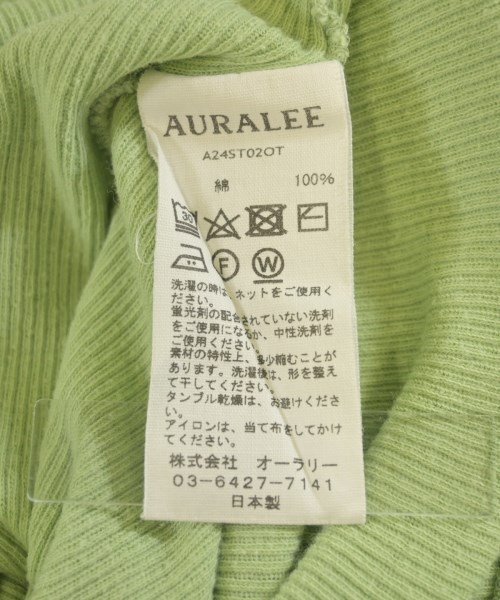 AURALEE
A24ST02OT
綿 100%
30
F W
洗濯の時は、ネットをご使用く
ださい。
蛍光剤の配合されていない洗剤
をご使用になるか、中性洗剤を
ご使用ください。
素材の特性上、多少縮むことが
あります。洗濯後は、形を整え
て干してください。
タンブル乾燥は、お避けくださ
い。
アイロンは、当て布をしてかけ
てください。
株式会社 オーラリー
03-6427-7141
日本製